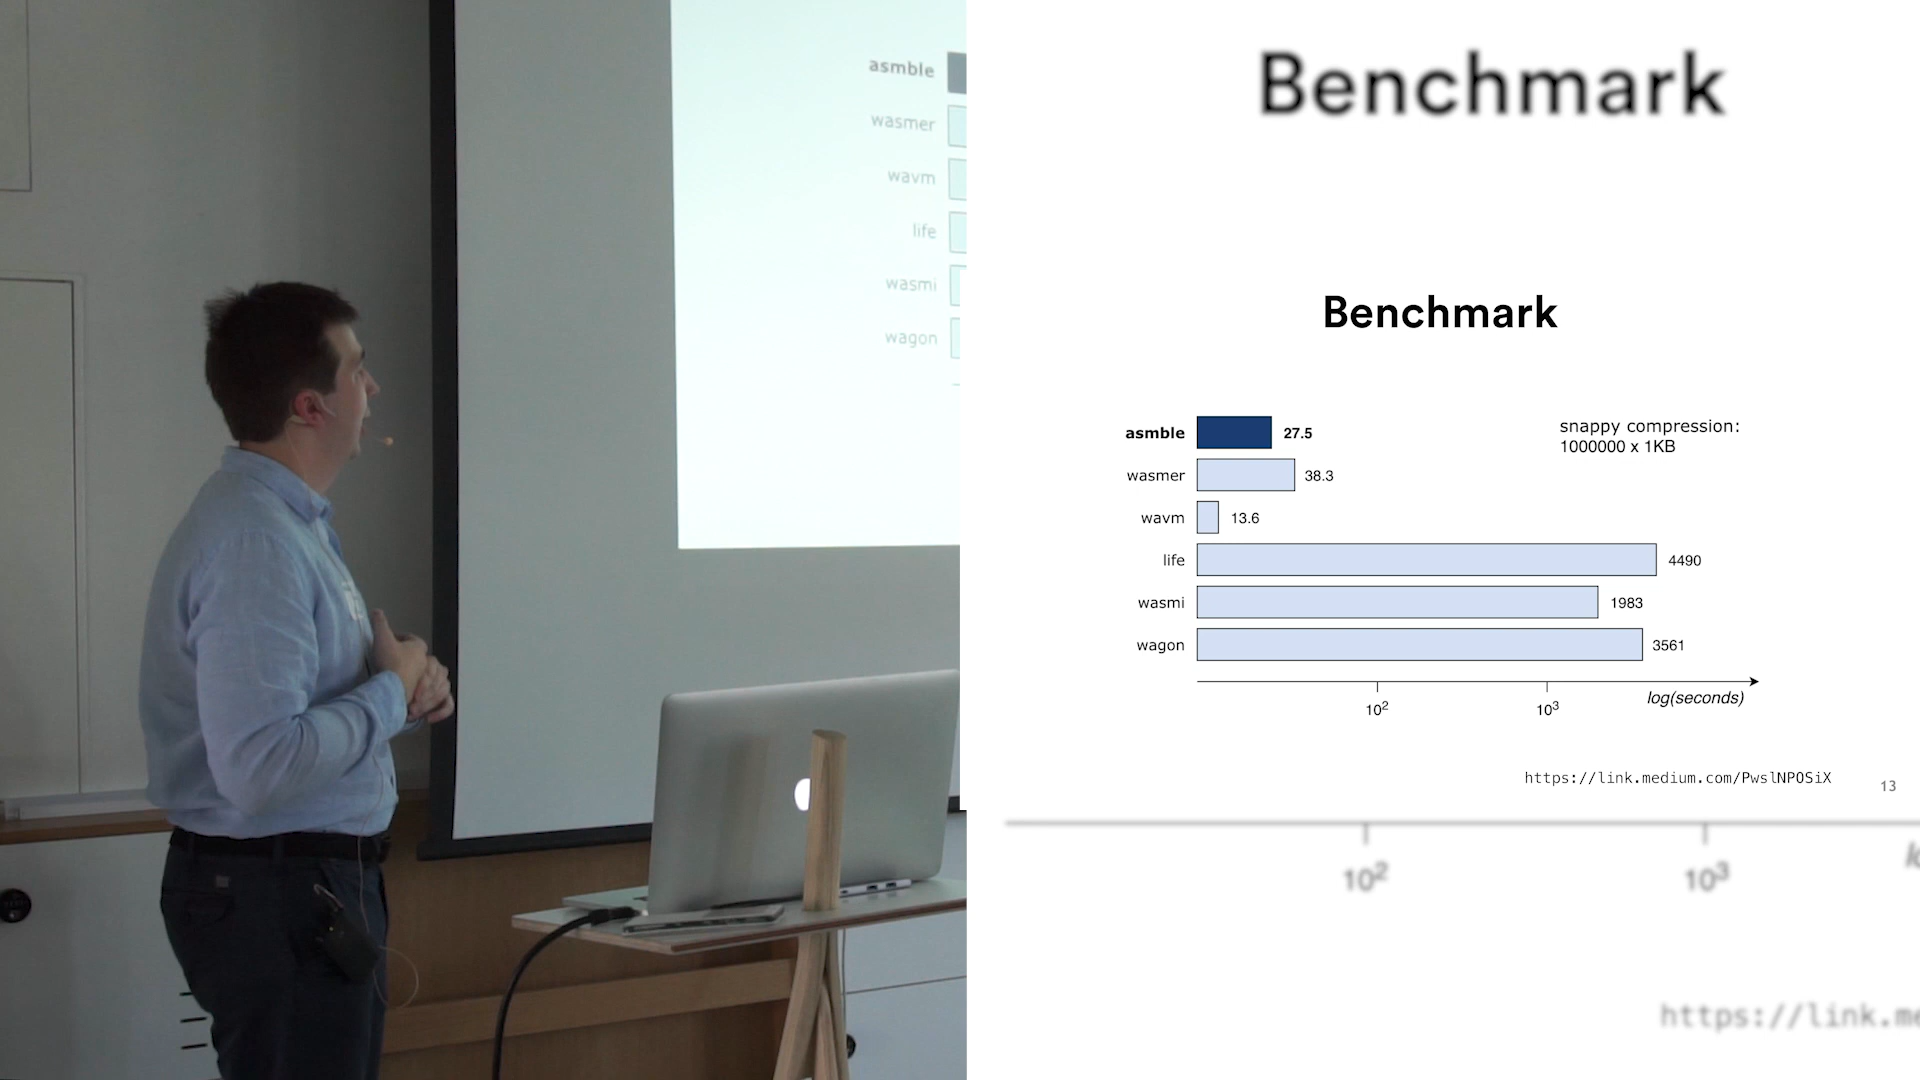 asmble
wasmer
wavm
life
wasmi
wagon
Benchmark
Benchmark
asmble 27.5
snappy compression:
1000000 x 1KB
wasmer 38.3
wavm 13.6
life 4490
wasmi 1983
wagon 3561
10² 10³ log(seconds)
https://link.medium.com/PwslNPOSiX
13
10² 10³
https://link.me